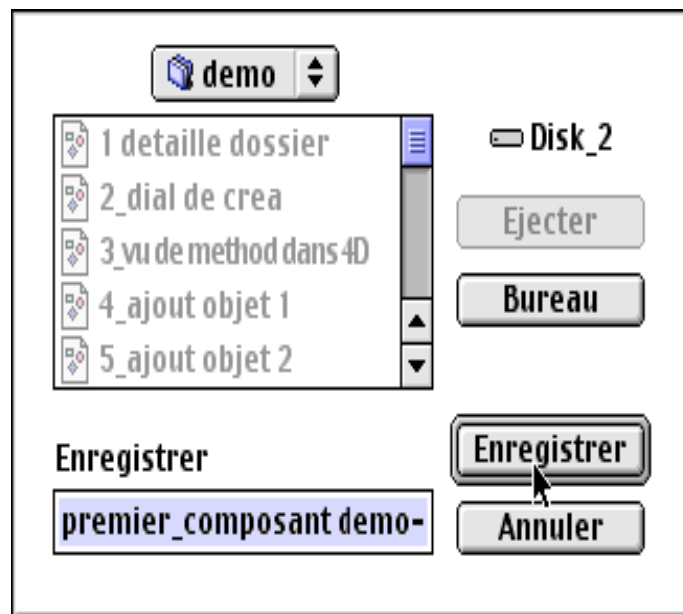 demo
1 detaille dossier
2_dial de crea
3_vu de method dans 4D
4_ajout objet 1
5_ajout objet 2
Disk_2
Ejecter
Bureau
Enregistrer
premier_composant demo-
Enregistrer
Annuler